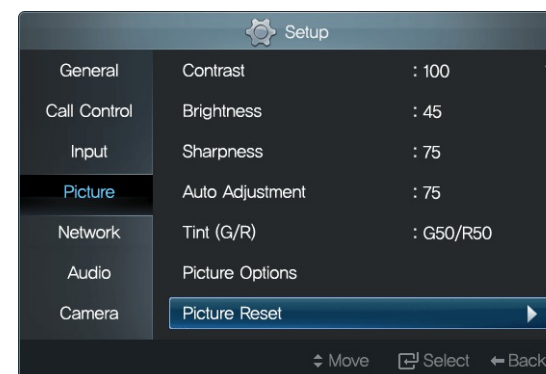 Setup
General
Call Control
Input
Picture
Network
Audio
Camera
Contrast : 100
Brightness : 45
Sharpness : 75
Auto Adjustment : 75
Tint (G/R) : G50/R50
Picture Options
Picture Reset
Move Select Back